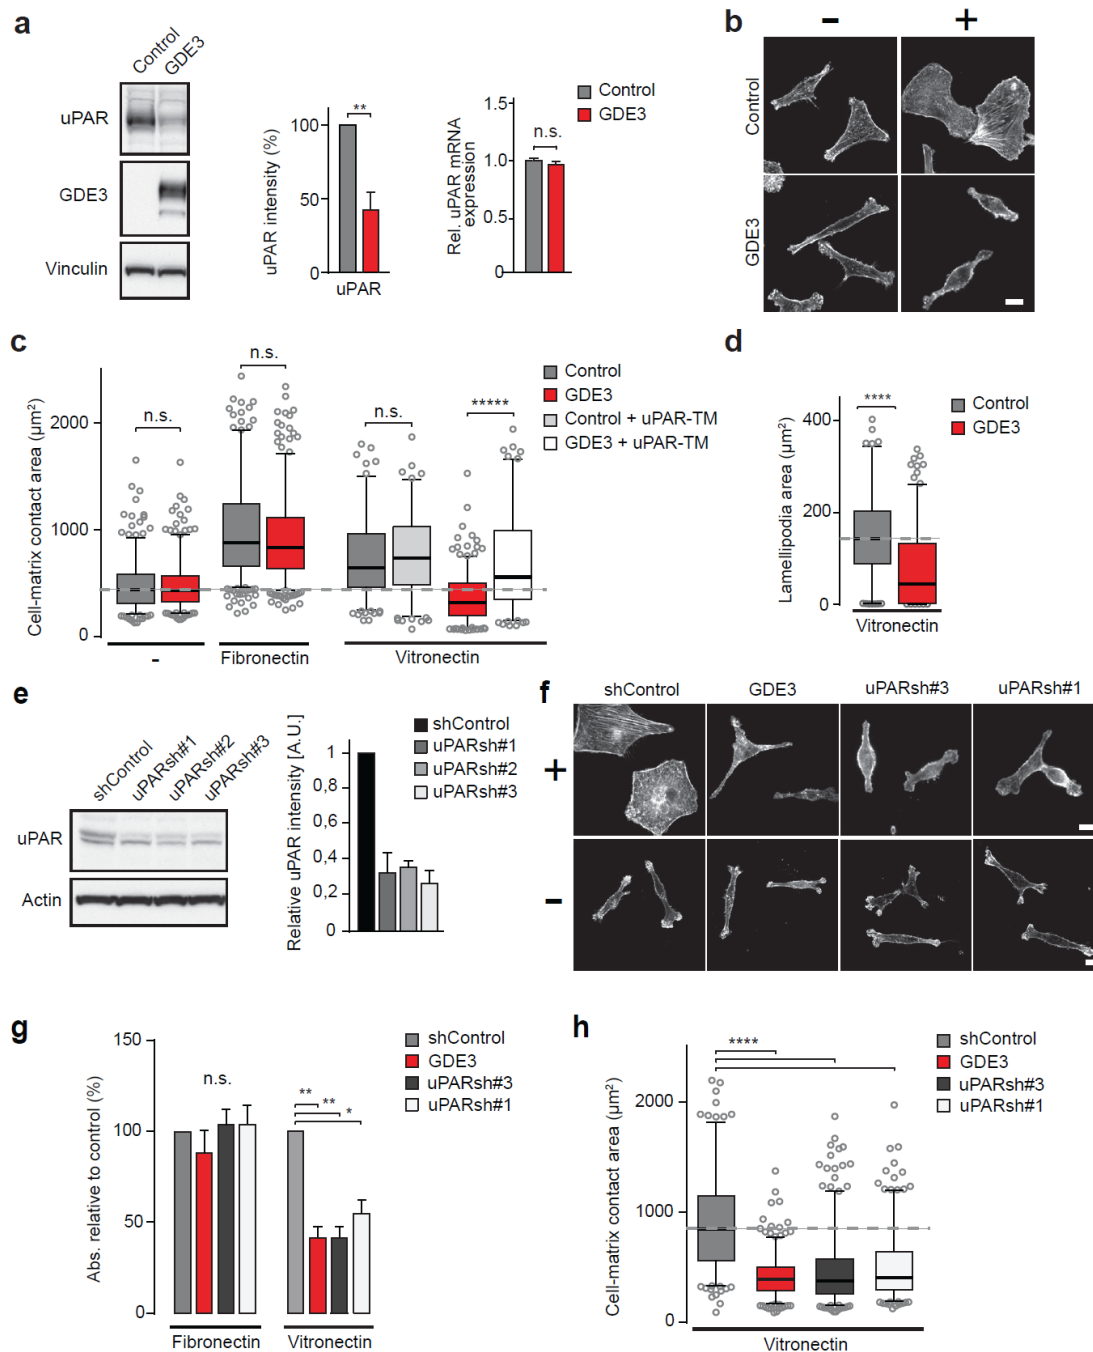 a
Control
GDE3
uPAR
GDE3
Vinculin
uPAR intensity (%)
100
50
0
**
uPAR
Rel. uPAR mRNA
expression
1.5
1.0
0.5
0
n.s.
Control
GDE3
b
–
+
Control
GDE3
c
Cell-matrix contact area (µm²)
2000
1000
0
n.s.
n.s.
n.s.
*****
Control
GDE3
Control + uPAR-TM
GDE3 + uPAR-TM
-
Fibronectin
Vitronectin
d
Lamellipodia area (µm²)
400
200
0
****
Control
GDE3
Vitronectin
e
shControl
uPARsh#1
uPARsh#2
uPARsh#3
uPAR
Actin
Relative uPAR intensity [A.U.]
1
0,8
0,6
0,4
0,2
0
shControl
uPARsh#1
uPARsh#2
uPARsh#3
f
shControl
GDE3
uPARsh#3
uPARsh#1
+
–
g
Abs. relative to control (%)
150
100
50
0
n.s.
**
**
*
shControl
GDE3
uPARsh#3
uPARsh#1
Fibronectin
Vitronectin
h
Cell-matrix contact area (µm²)
2000
1000
0
****
shControl
GDE3
uPARsh#3
uPARsh#1
Vitronectin